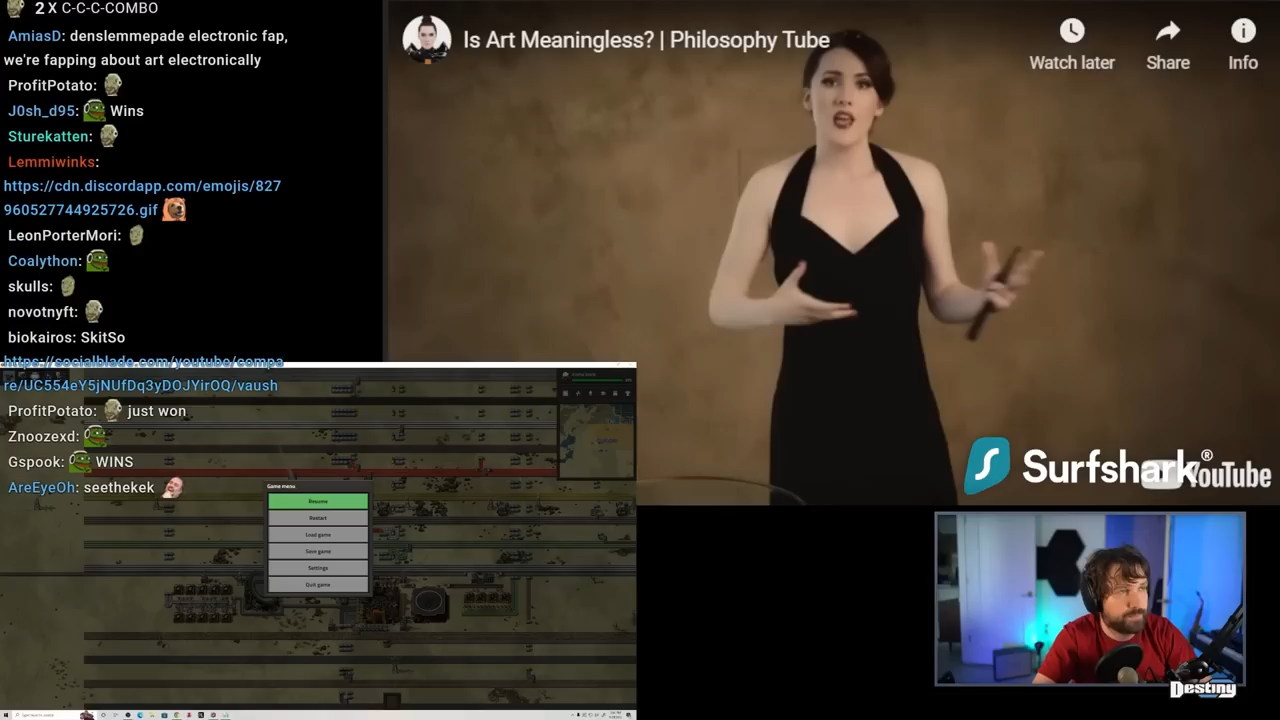 2 X C-C-C-COMBO
AmiasD: denslemmepade electronic fap,
we're fapping about art electronically
ProfitPotato:
J0sh_d95: Wins
Sturekatten:
Lemmiwinks:
https://cdn.discordapp.com/emojis/827
960527744925726.gif
LeonPorterMori:
Coalython:
skulls:
novotnyft:
biokairos: SkitSo
https://socialblade.com/youtube/compa
re/UC554eY5jNUfDq3yDOJYirOQ/vaush
ProfitPotato: just won
Znoozexd:
Gspook: WINS
AreEyeOh: seethekek
Is Art Meaningless? | Philosophy Tube
Watch later
Share
Info
Surfshark®
YouTube
Game menu
Resume
Restart
Load game
Save game
Settings
Quit game
Destiny